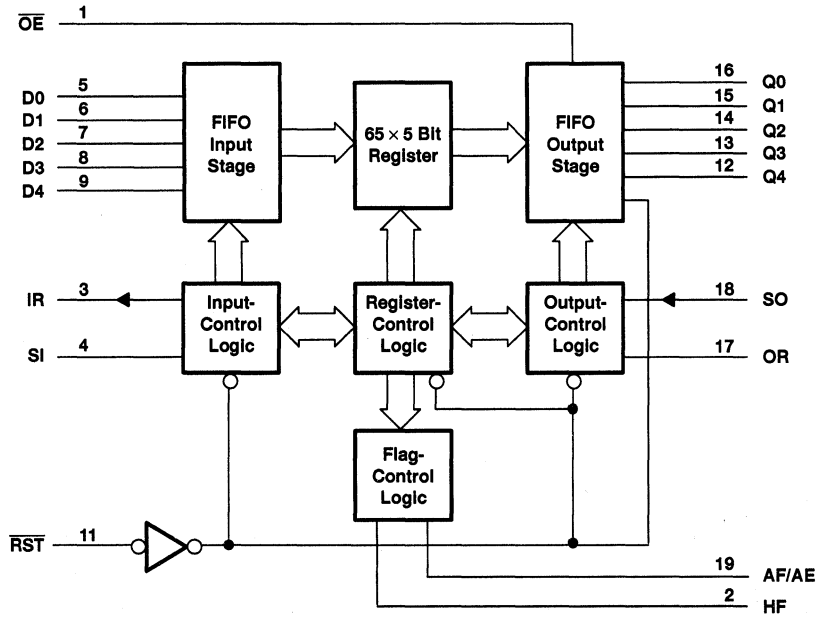 OE 1
D0 5
D1 6
D2 7
D3 8
D4 9
FIFO
Input
Stage
65 × 5 Bit
Register
FIFO
Output
Stage
16 Q0
15 Q1
14 Q2
13 Q3
12 Q4
IR 3
SI 4
Input-
Control
Logic
Register-
Control
Logic
Output-
Control
Logic
18 SO
17 OR
Flag-
Control
Logic
RST 11
19 AF/AE
2 HF